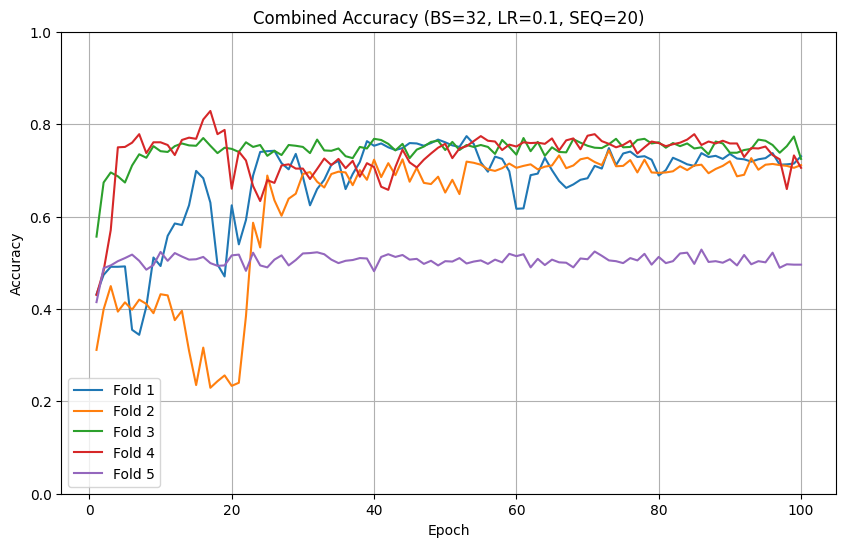 Combined Accuracy (BS=32, LR=0.1, SEQ=20)
1.0
0.8
0.6
0.4
0.2
0.0
Accuracy
Fold 1
Fold 2
Fold 3
Fold 4
Fold 5
0 20 40 60 80 100
Epoch